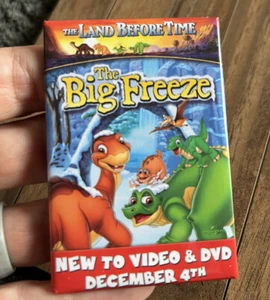 THE LAND BEFORE TIME
The
Big Freeze
NEW TO VIDEO & DVD
DECEMBER 4TH